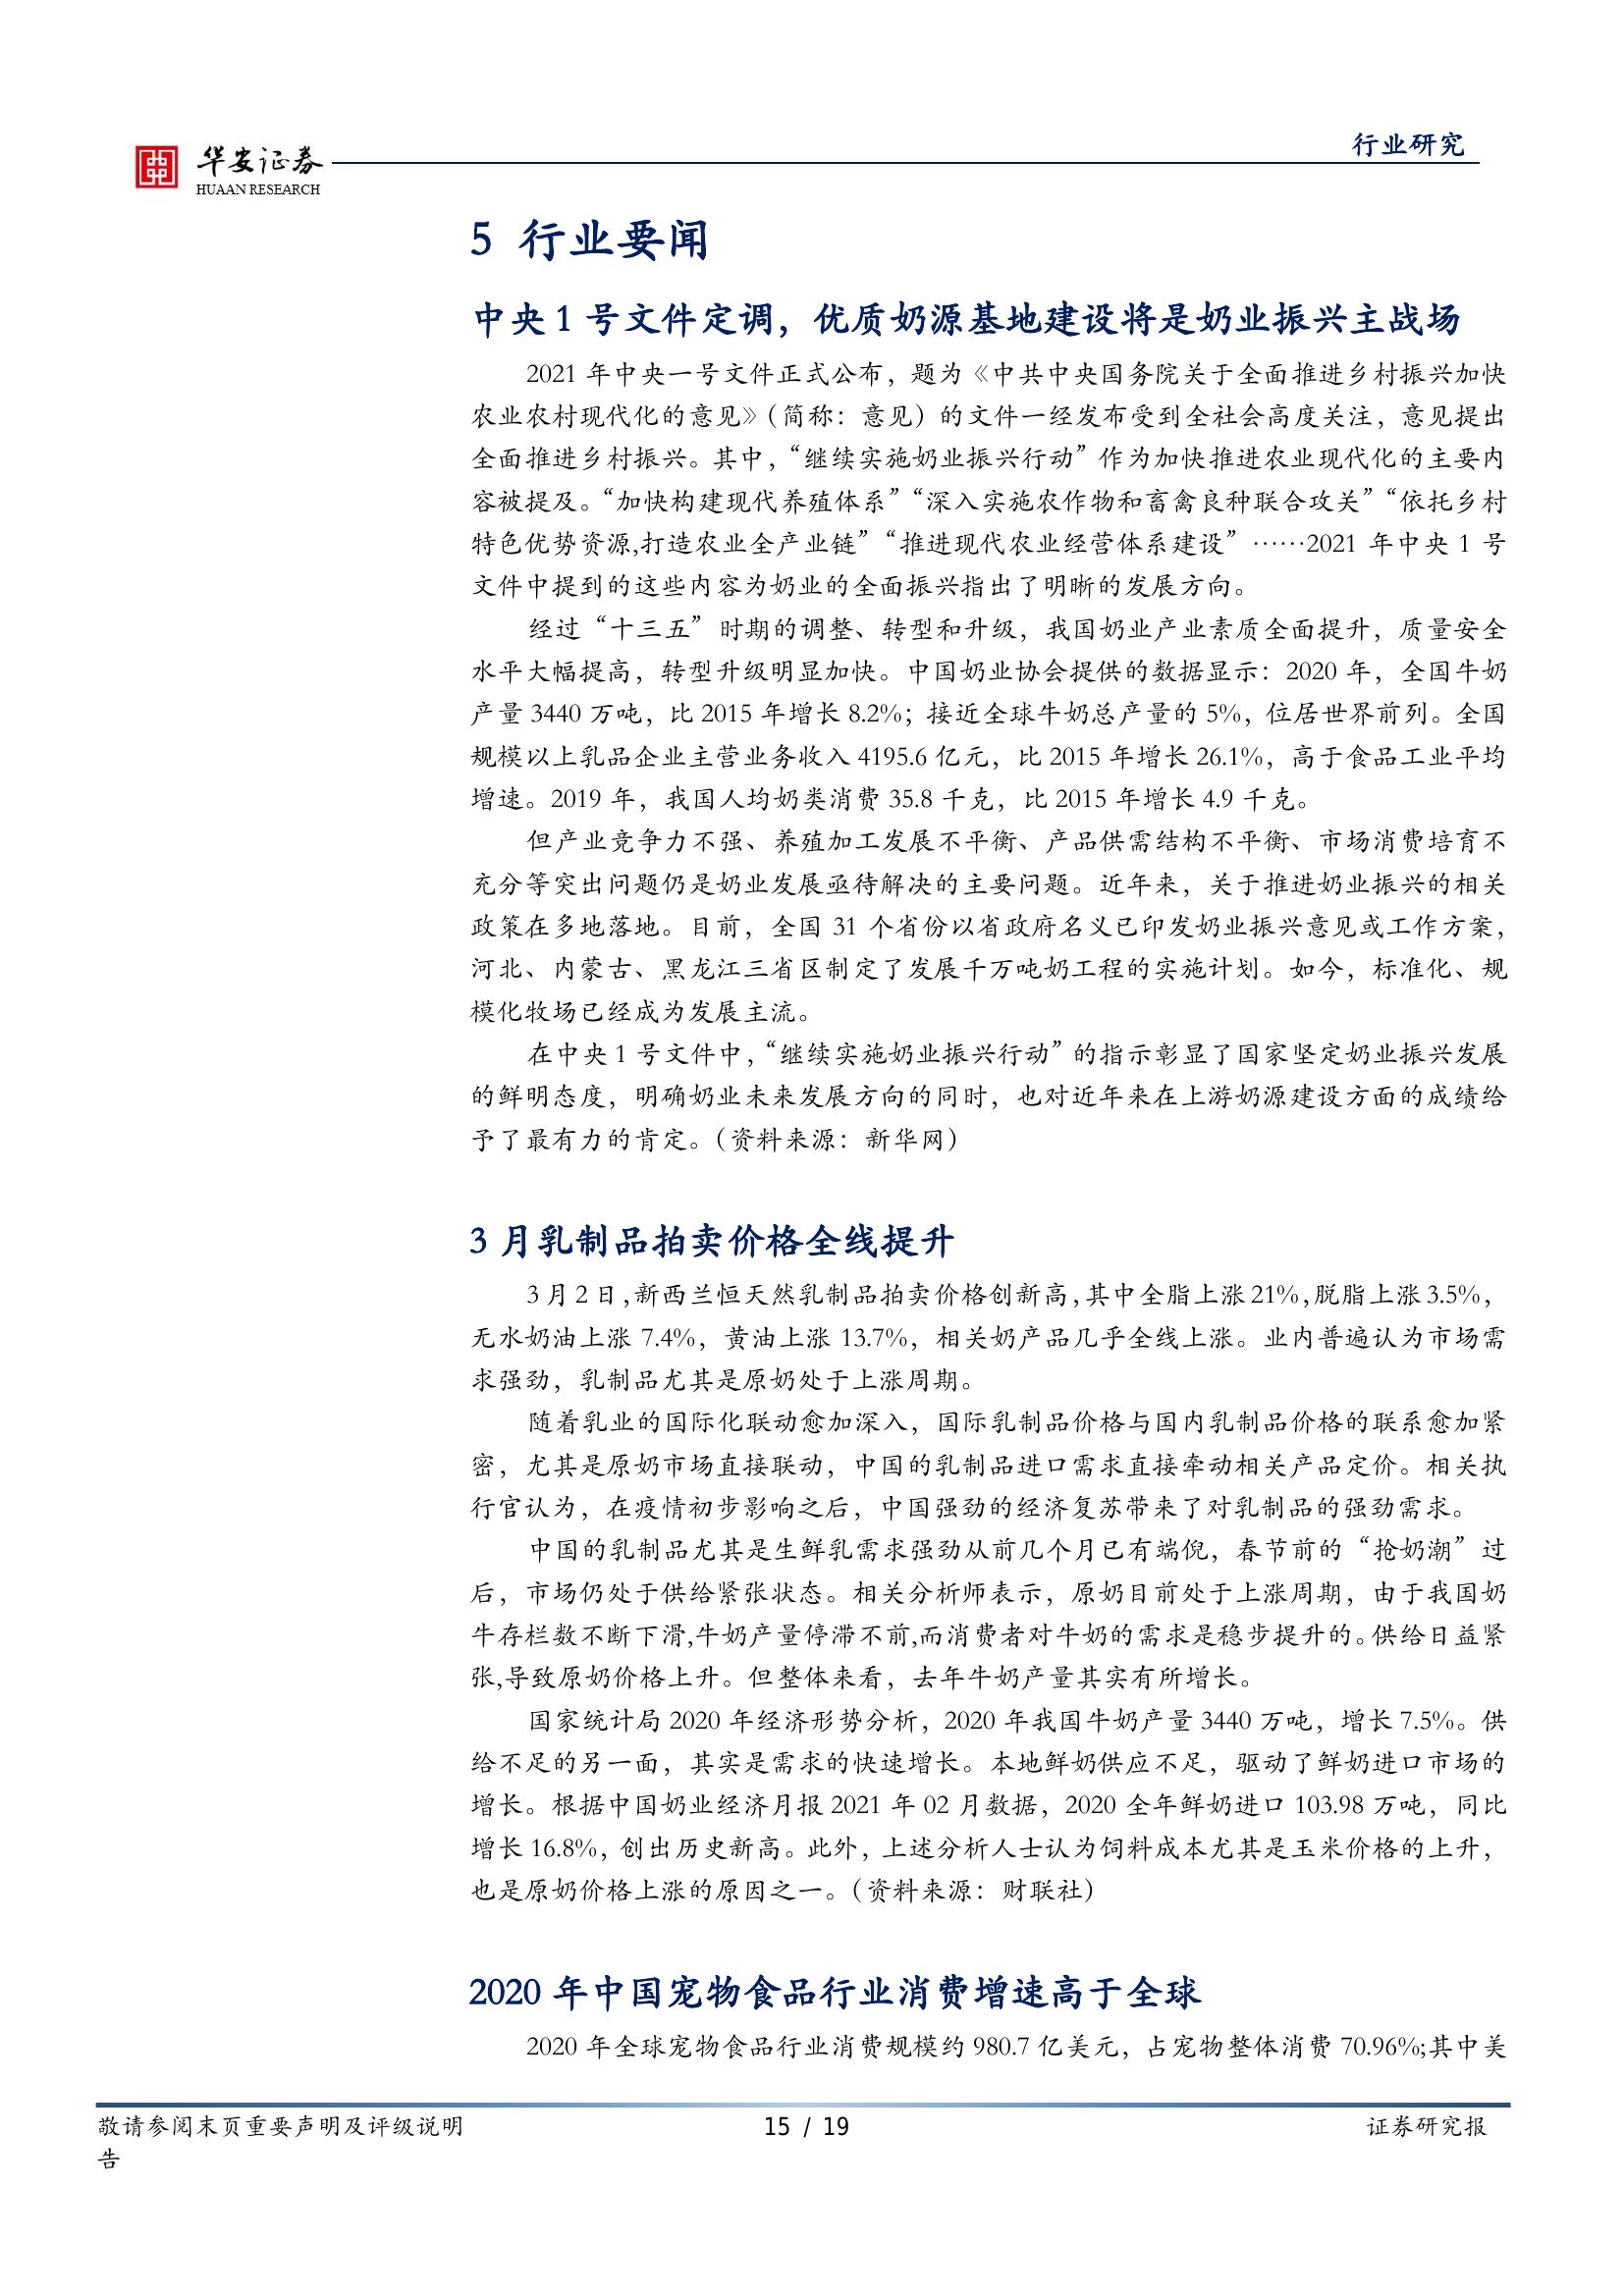 华安证券
HUAAN RESEARCH
行业研究
5 行业要闻
中央 1 号文件定调，优质奶源基地建设将是奶业振兴主战场
2021 年中央一号文件正式公布，题为《中共中央国务院关于全面推进乡村振兴加快
农业农村现代化的意见》（简称：意见）的文件一经发布受到全社会高度关注，意见提出
全面推进乡村振兴。其中，“继续实施奶业振兴行动”作为加快推进农业现代化的主要内
容被提及。“加快构建现代养殖体系”“深入实施农作物和畜禽良种联合攻关”“依托乡村
特色优势资源,打造农业全产业链”“推进现代农业经营体系建设”……2021 年中央 1 号
文件中提到的这些内容为奶业的全面振兴指出了明晰的发展方向。
经过“十三五”时期的调整、转型和升级，我国奶业产业素质全面提升，质量安全
水平大幅提高，转型升级明显加快。中国奶业协会提供的数据显示：2020 年，全国牛奶
产量 3440 万吨，比 2015 年增长 8.2%；接近全球牛奶总产量的 5%，位居世界前列。全国
规模以上乳品企业主营业务收入 4195.6 亿元，比 2015 年增长 26.1%，高于食品工业平均
增速。2019 年，我国人均奶类消费 35.8 千克，比 2015 年增长 4.9 千克。
但产业竞争力不强、养殖加工发展不平衡、产品供需结构不平衡、市场消费培育不
充分等突出问题仍是奶业发展亟待解决的主要问题。近年来，关于推进奶业振兴的相关
政策在多地落地。目前，全国 31 个省份以省政府名义已印发奶业振兴意见或工作方案，
河北、内蒙古、黑龙江三省区制定了发展千万吨奶工程的实施计划。如今，标准化、规
模化牧场已经成为发展主流。
在中央 1 号文件中，“继续实施奶业振兴行动”的指示彰显了国家坚定奶业振兴发展
的鲜明态度，明确奶业未来发展方向的同时，也对近年来在上游奶源建设方面的成绩给
予了最有力的肯定。（资料来源：新华网）
3 月乳制品拍卖价格全线提升
3 月 2 日,新西兰恒天然乳制品拍卖价格创新高,其中全脂上涨 21%,脱脂上涨 3.5%，
无水奶油上涨 7.4%，黄油上涨 13.7%，相关奶产品几乎全线上涨。业内普遍认为市场需
求强劲，乳制品尤其是原奶处于上涨周期。
随着乳业的国际化联动愈加深入，国际乳制品价格与国内乳制品价格的联系愈加紧
密，尤其是原奶市场直接联动，中国的乳制品进口需求直接牵动相关产品定价。相关执
行官认为，在疫情初步影响之后，中国强劲的经济复苏带来了对乳制品的强劲需求。
中国的乳制品尤其是生鲜乳需求强劲从前几个月已有端倪，春节前的“抢奶潮”过
后，市场仍处于供给紧张状态。相关分析师表示，原奶目前处于上涨周期，由于我国奶
牛存栏数不断下滑,牛奶产量停滞不前,而消费者对牛奶的需求是稳步提升的。供给日益紧
张,导致原奶价格上升。但整体来看，去年牛奶产量其实有所增长。
国家统计局 2020 年经济形势分析，2020 年我国牛奶产量 3440 万吨，增长 7.5%。供
给不足的另一面，其实是需求的快速增长。本地鲜奶供应不足，驱动了鲜奶进口市场的
增长。根据中国奶业经济月报 2021 年 02 月数据，2020 全年鲜奶进口 103.98 万吨，同比
增长 16.8%，创出历史新高。此外，上述分析人士认为饲料成本尤其是玉米价格的上升，
也是原奶价格上涨的原因之一。（资料来源：财联社）
2020 年中国宠物食品行业消费增速高于全球
2020 年全球宠物食品行业消费规模约 980.7 亿美元，占宠物整体消费 70.96%;其中美
敬请参阅末页重要声明及评级说明 15 / 19 证券研究报
告